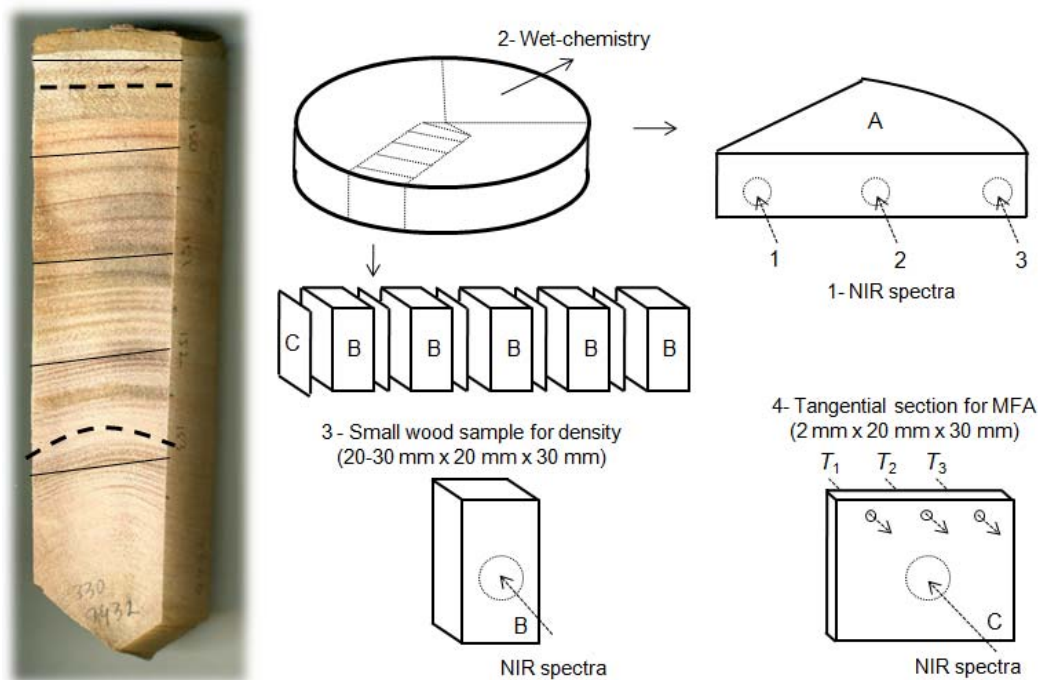 2- Wet-chemistry
A
1
2
3
1- NIR spectra
C
B
B
B
B
B
3 - Small wood sample for density
(20-30 mm x 20 mm x 30 mm)
B
NIR spectra
4- Tangential section for MFA
(2 mm x 20 mm x 30 mm)
T1 T2 T3
C
NIR spectra
330